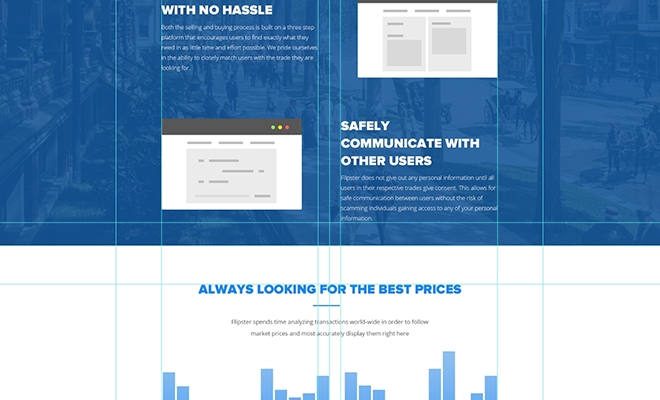 WITH NO HASSLE
Both the selling and buying process is built on a three step
platform that encourages users to find exactly what they
need in as little time and effort possible. We pride ourselves
in the ability to closely match users with the trade they are
looking for.
SAFELY
COMMUNICATE WITH
OTHER USERS
Flipster does not give out any personal information until all
users in their respective trades give consent. This allows for
safe communication between users without the risk of
scamming individuals gaining access to any of your personal
information.
ALWAYS LOOKING FOR THE BEST PRICES
Flipster spends time analyzing transactions world-wide in order to follow
market prices and most accurately display them right here